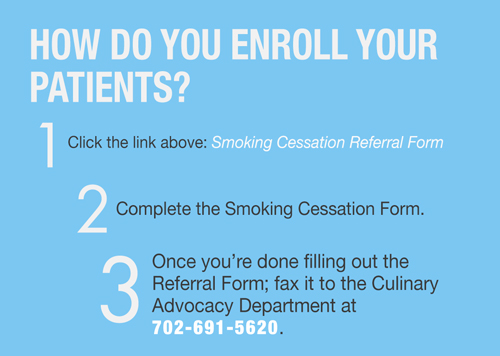 HOW DO YOU ENROLL YOUR
PATIENTS?
1 Click the link above: Smoking Cessation Referral Form
2 Complete the Smoking Cessation Form.
3 Once you’re done filling out the
Referral Form; fax it to the Culinary
Advocacy Department at
702-691-5620.